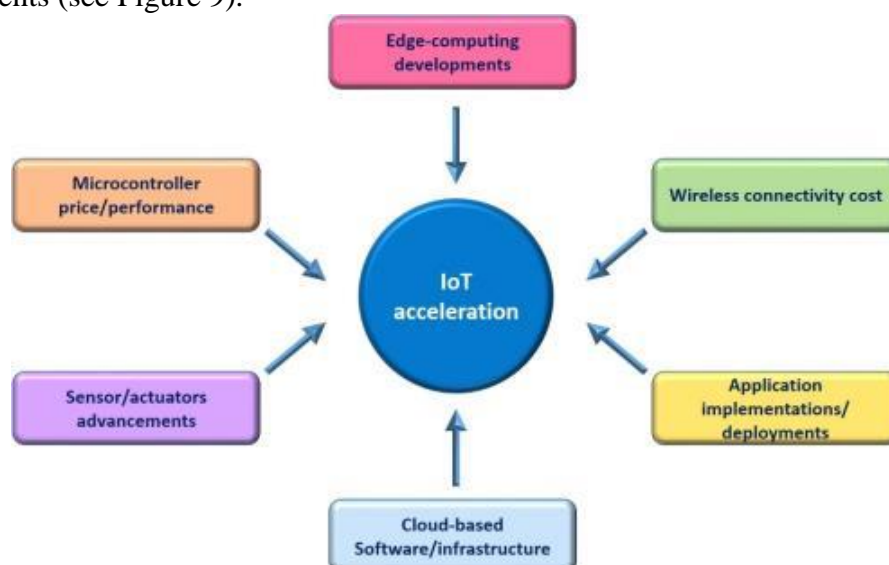 ents (see Figure 9).
Edge-computing
developments
Microcontroller
price/performance
Wireless connectivity cost
IoT
acceleration
Sensor/actuators
advancements
Application
implementations/
deployments
Cloud-based
Software/infrastructure